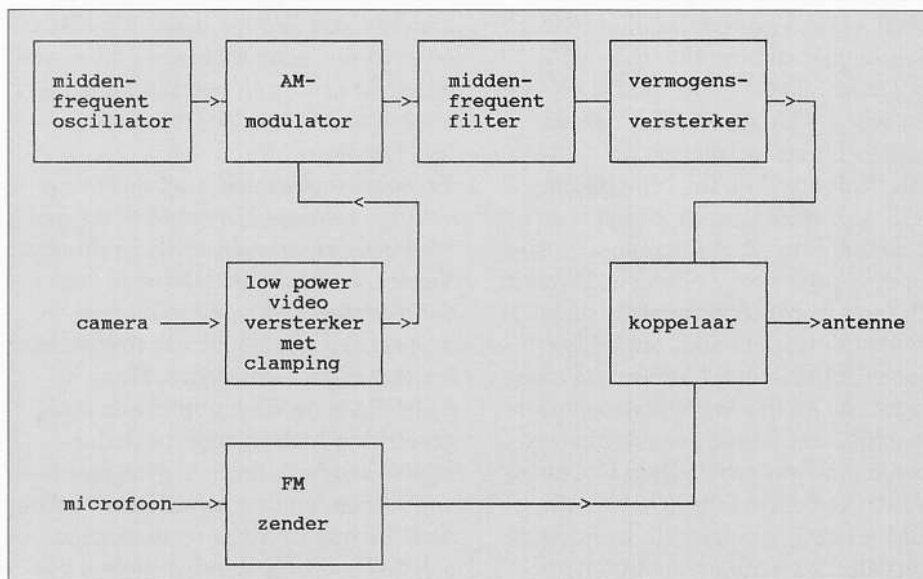 midden-
frequent
oscillator
AM-
modulator
midden-
frequent
filter
vermogens-
versterker
camera
low power
video
versterker
met
clamping
koppelaar
antenne
microfoon
FM
zender